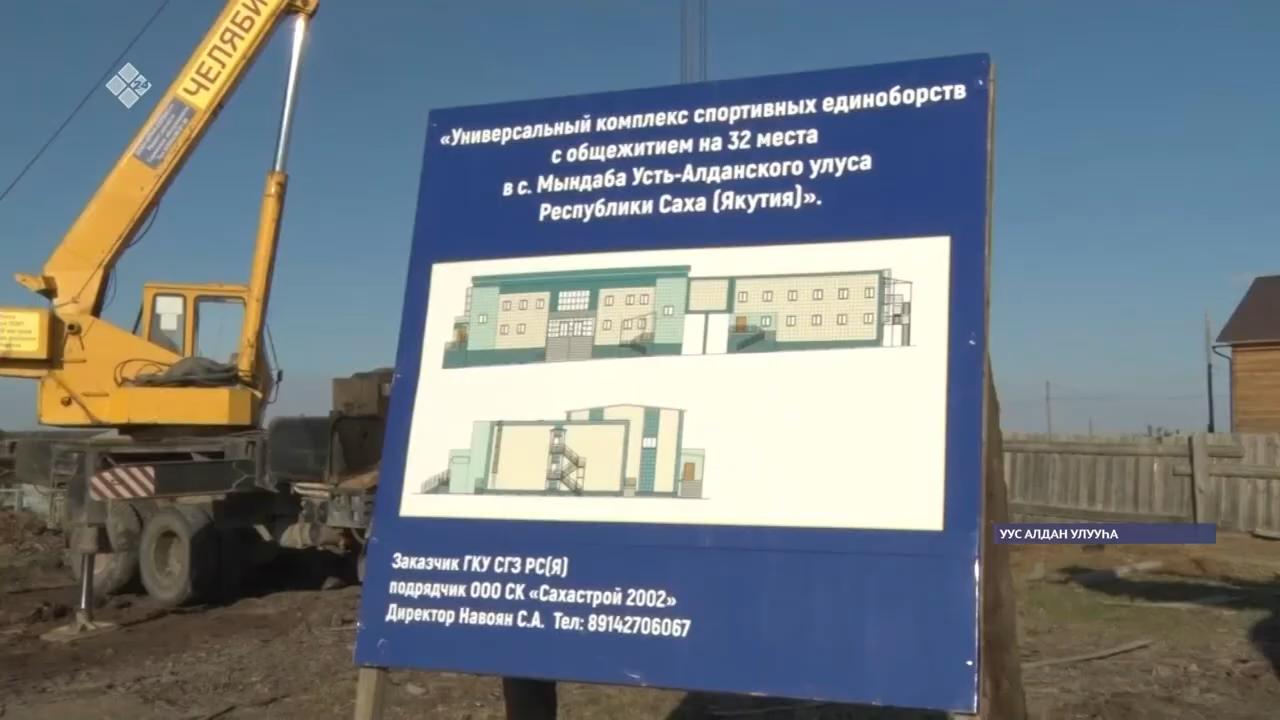 ЧЕЛЯБИ
24
«Универсальный комплекс спортивных единоборств
с общежитием на 32 места
в с. Мындаба Усть-Алданского улуса
Республики Саха (Якутия)».
Заказчик ГКУ СГЗ РС(Я)
подрядчик ООО СК «Сахастрой 2002»
Директор Навоян С.А. Тел: 89142706067
УУС АЛДАН УЛУУҺА